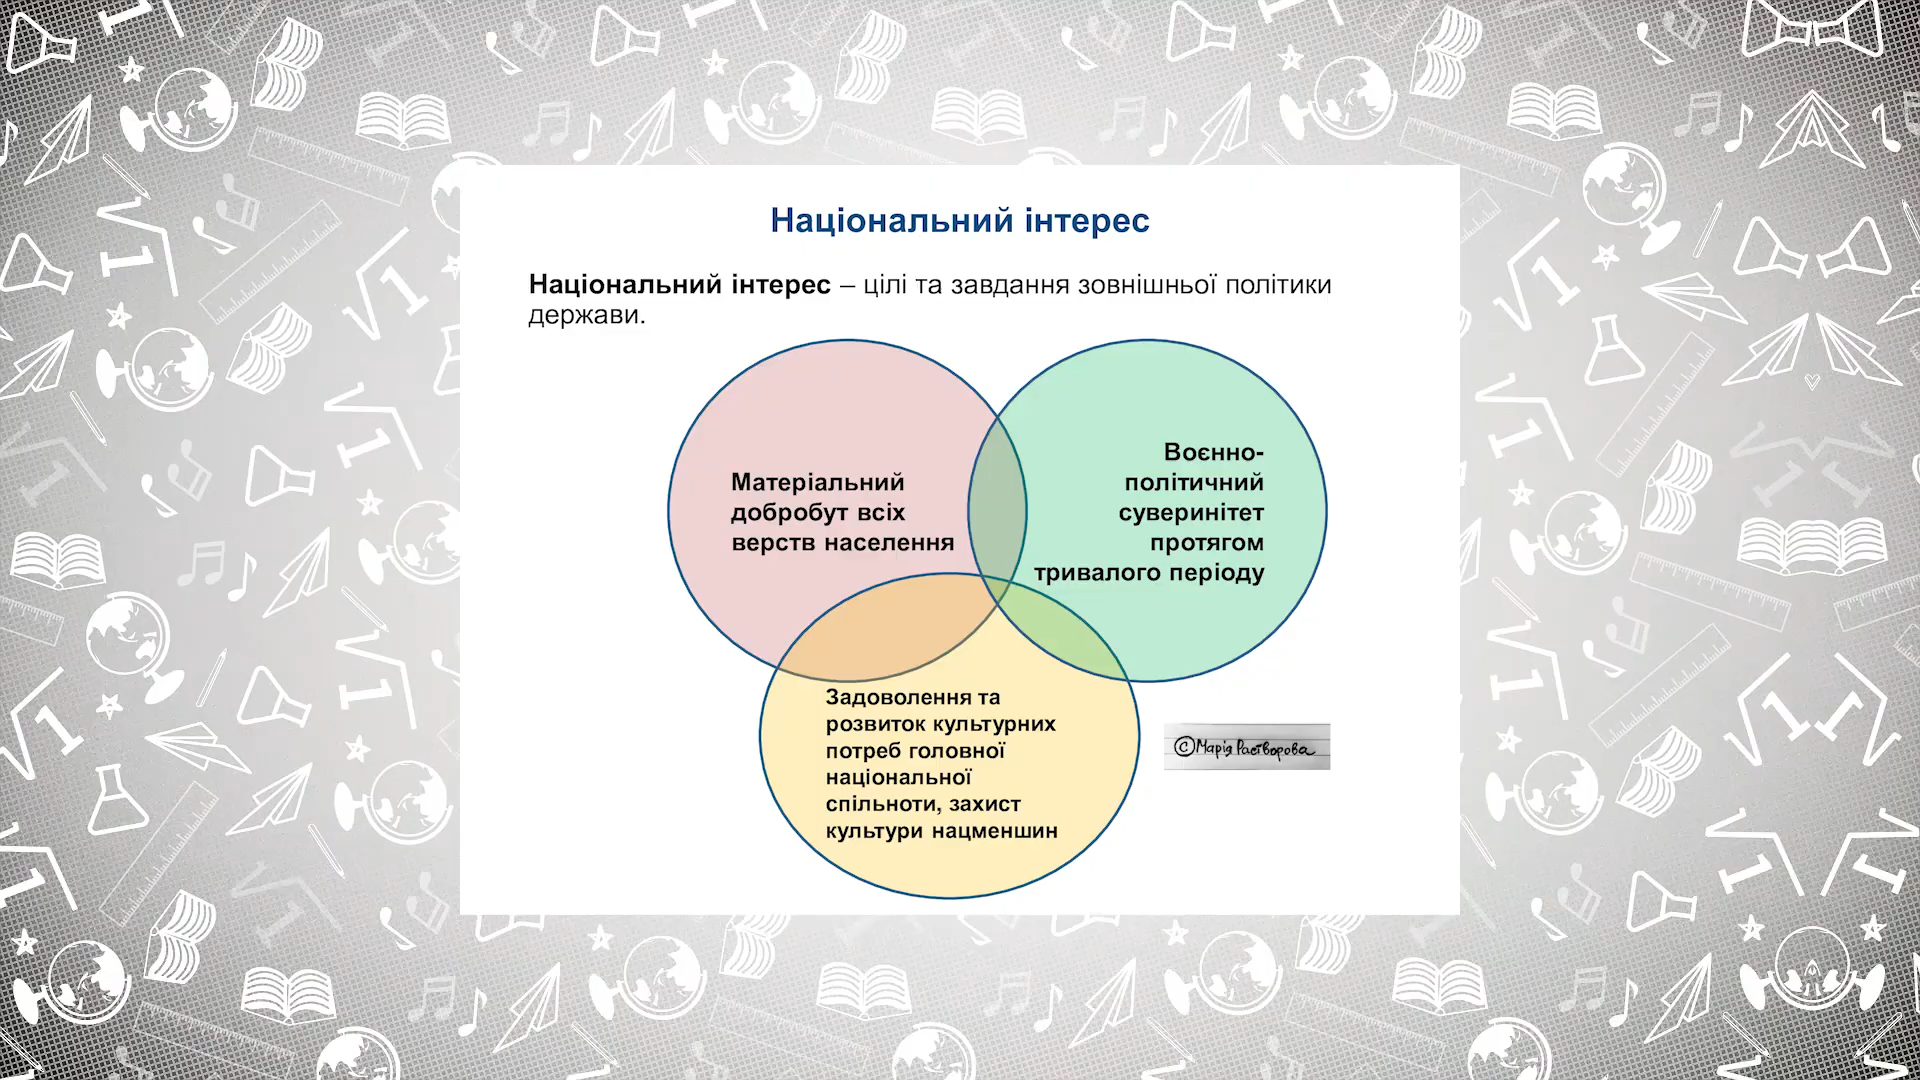 Національний інтерес
Національний інтерес – цілі та завдання зовнішньої політики
держави.
Матеріальний
добробут всіх
верств населення
Воєнно-
політичний
суверинітет
протягом
тривалого періоду
Задоволення та
розвиток культурних
потреб головної
національної
спільноти, захист
культури нацменшин
©Марія Растворова